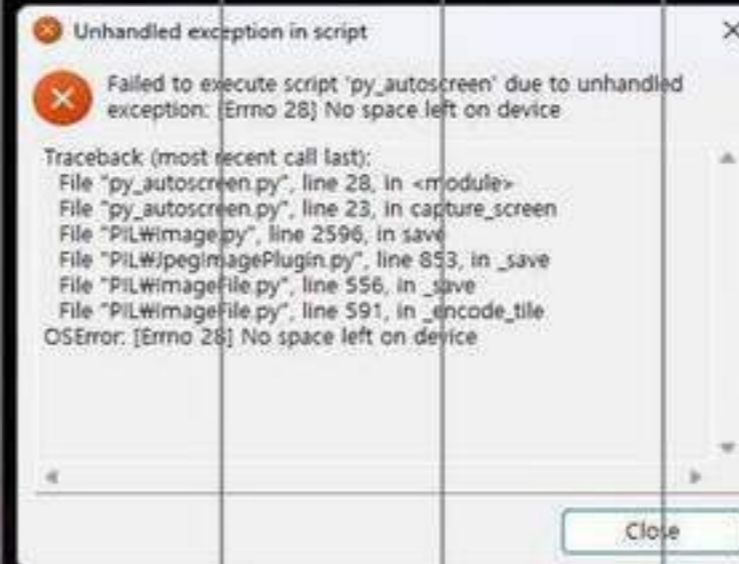 Unhandled exception in script
Failed to execute script 'py_autoscreen' due to unhandled
exception: [Errno 28] No space left on device
Traceback (most recent call last):
File "py_autoscreen.py", line 28, in <module>
File "py_autoscreen.py", line 23, in capture_screen
File "PIL₩Image.py", line 2596, in save
File "PIL₩JpegImagePlugin.py", line 853, in _save
File "PIL₩ImageFile.py", line 556, in _save
File "PIL₩ImageFile.py", line 591, in _encode_tile
OSError: [Errno 28] No space left on device
Close